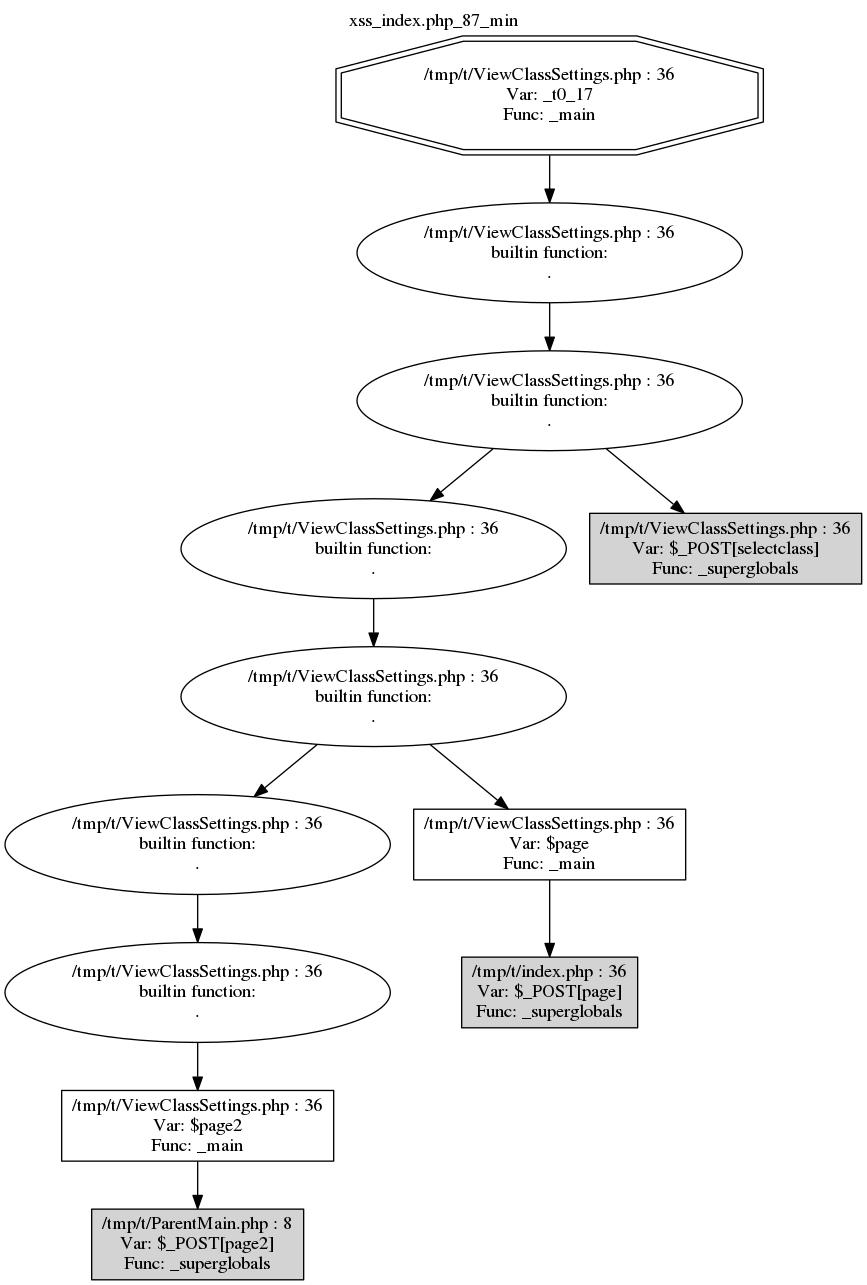 xss_index.php_87_min
/tmp/t/ViewClassSettings.php : 36
Var: _t0_17
Func: _main
/tmp/t/ViewClassSettings.php : 36
builtin function:
.
/tmp/t/ViewClassSettings.php : 36
builtin function:
.
/tmp/t/ViewClassSettings.php : 36
builtin function:
.
/tmp/t/ViewClassSettings.php : 36
Var: $_POST[selectclass]
Func: _superglobals
/tmp/t/ViewClassSettings.php : 36
builtin function:
.
/tmp/t/ViewClassSettings.php : 36
builtin function:
.
/tmp/t/ViewClassSettings.php : 36
Var: $page
Func: _main
/tmp/t/ViewClassSettings.php : 36
builtin function:
.
/tmp/t/index.php : 36
Var: $_POST[page]
Func: _superglobals
/tmp/t/ViewClassSettings.php : 36
Var: $page2
Func: _main
/tmp/t/ParentMain.php : 8
Var: $_POST[page2]
Func: _superglobals